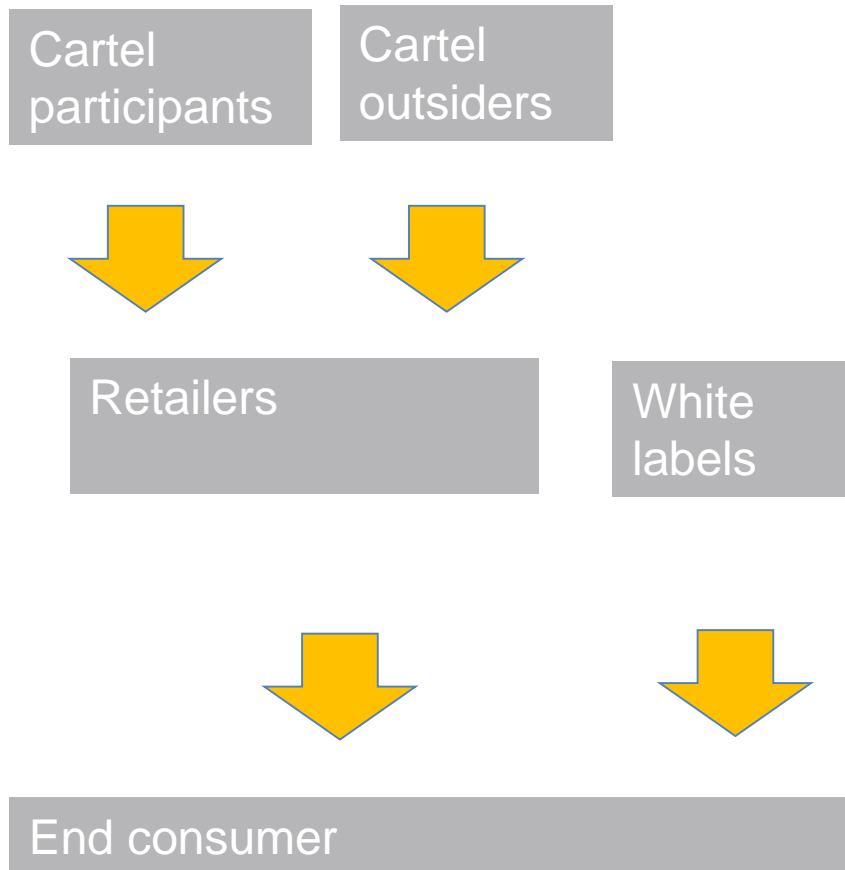 Cartel
participants
Cartel
outsiders
Retailers
White
labels
End consumer